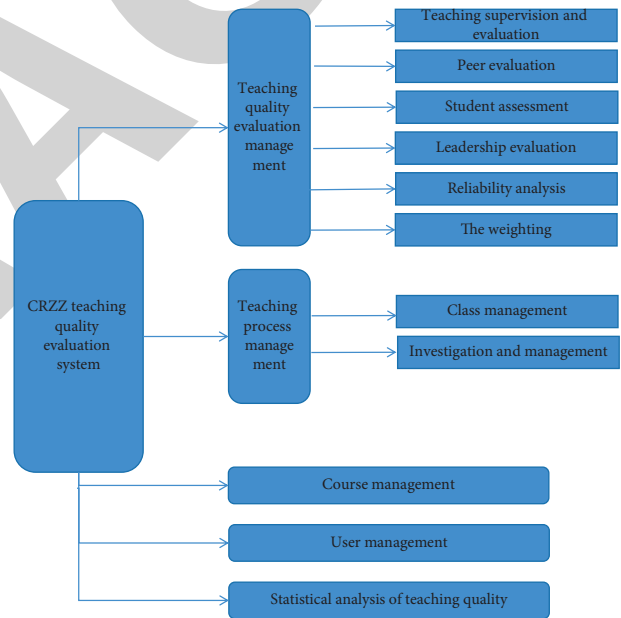 CRZZ teaching
quality
evaluation
system
Teaching
quality
evaluation
manage
ment
Teaching supervision and
evaluation
Peer evaluation
Student assessment
Leadership evaluation
Reliability analysis
The weighting
Teaching
process
manage
ment
Class management
Investigation and management
Course management
User management
Statistical analysis of teaching quality